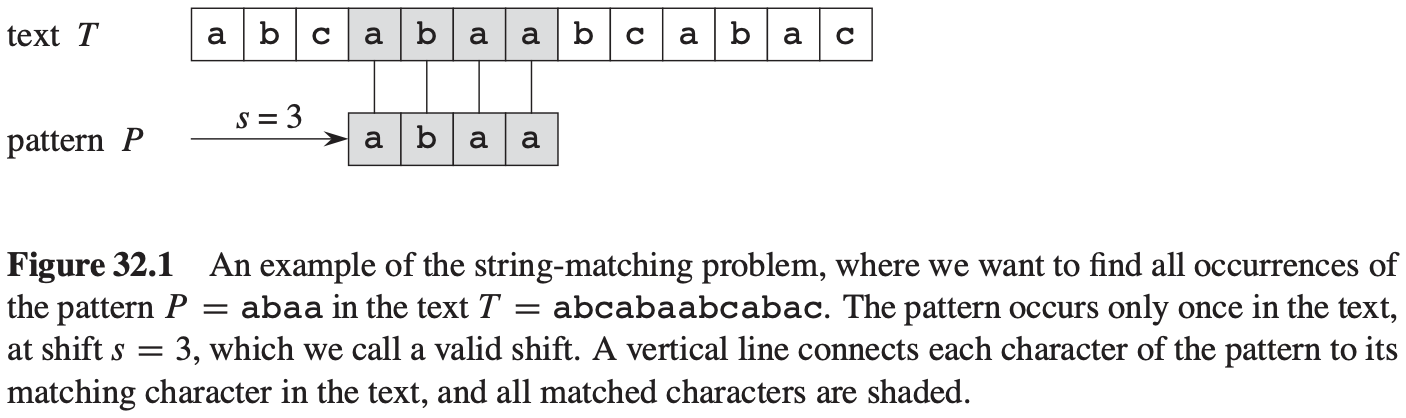 text T a b c a b a a b c a b a c
s = 3
pattern P a b a a
Figure 32.1 An example of the string-matching problem, where we want to find all occurrences of
the pattern P = abaa in the text T = abcabaabcabac. The pattern occurs only once in the text,
at shift s = 3, which we call a valid shift. A vertical line connects each character of the pattern to its
matching character in the text, and all matched characters are shaded.